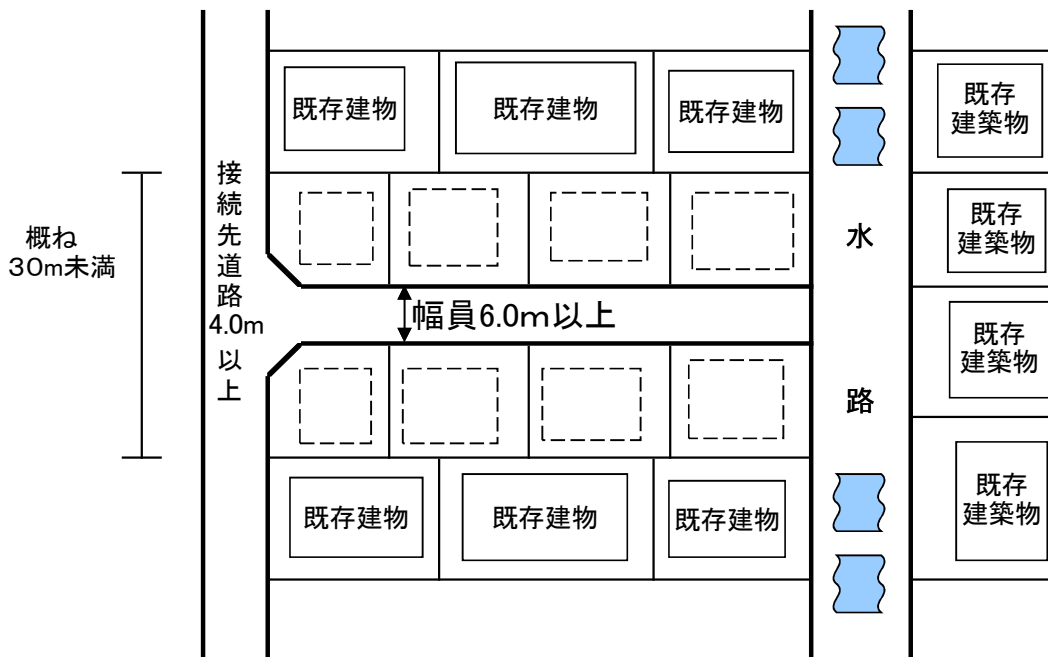 既存建物
既存建物
既存建物
既存
建築物
接続先道路
4.0m
以上
概ね
30m未満
水
路
既存
建築物
幅員6.0m以上
既存
建築物
既存建物
既存建物
既存建物
既存
建築物